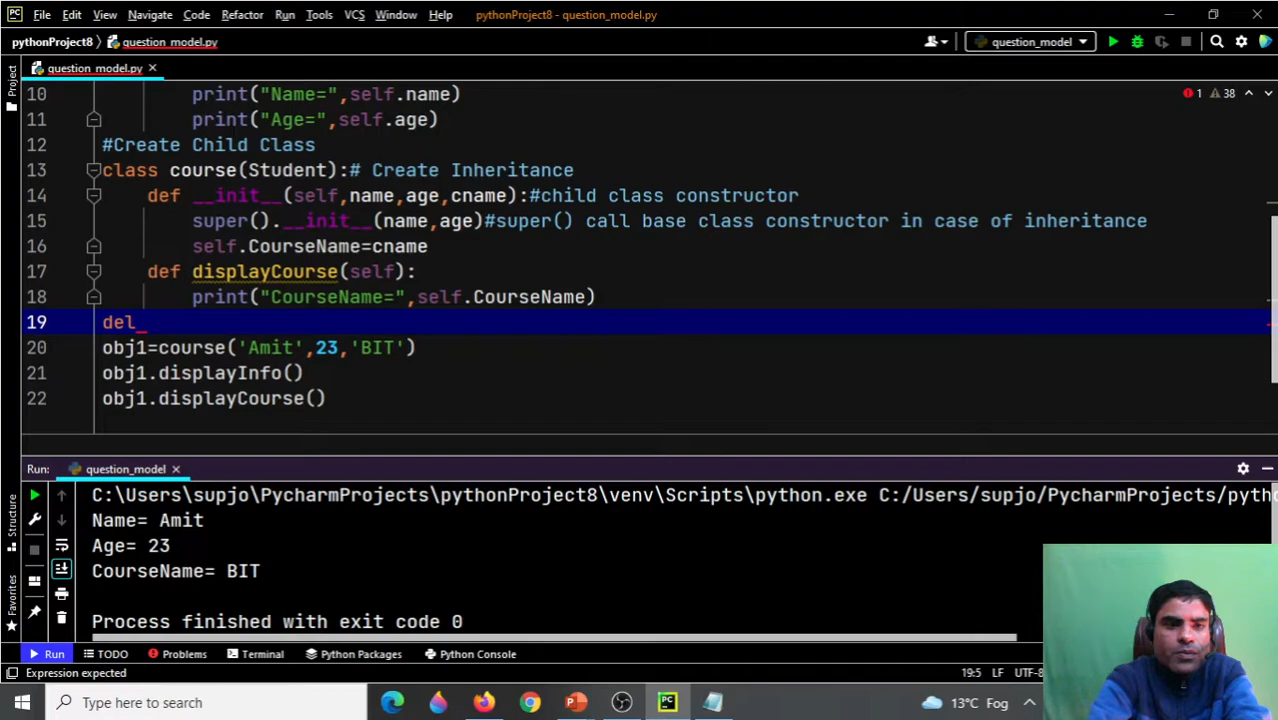 PC File Edit View Navigate Code Refactor Run Tools VCS Window Help pythonProject8 - question_model.py
pythonProject8 question_model.py question_model
question_model.py
10 print("Name=",self.name)
1 38
11 print("Age=",self.age)
12 #Create Child Class
13 class course(Student):# Create Inheritance
14 def __init__(self,name,age,cname):#child class constructor
15 super().__init__(name,age)#super() call base class constructor in case of inheritance
16 self.CourseName=cname
17 def displayCourse(self):
18 print("CourseName=",self.CourseName)
19 del
20 obj1=course('Amit',23,'BIT')
21 obj1.displayInfo()
22 obj1.displayCourse()
Project
Structure
Favorites
Run: question_model
C:\Users\supjo\PycharmProjects\pythonProject8\venv\Scripts\python.exe C:/Users/supjo/PycharmProjects/pytho
Name= Amit
Age= 23
CourseName= BIT
Process finished with exit code 0
Run TODO Problems Terminal Python Packages Python Console
Expression expected 19:5 LF UTF-8
Type here to search 13°C Fog